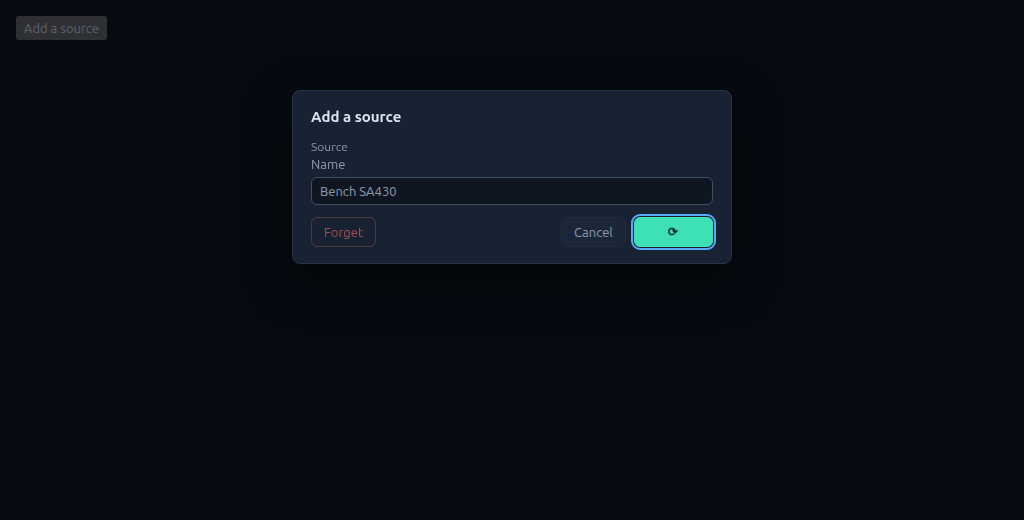 Add a source
Add a source
Source
Name
Bench SA430
Forget
Cancel
⟳